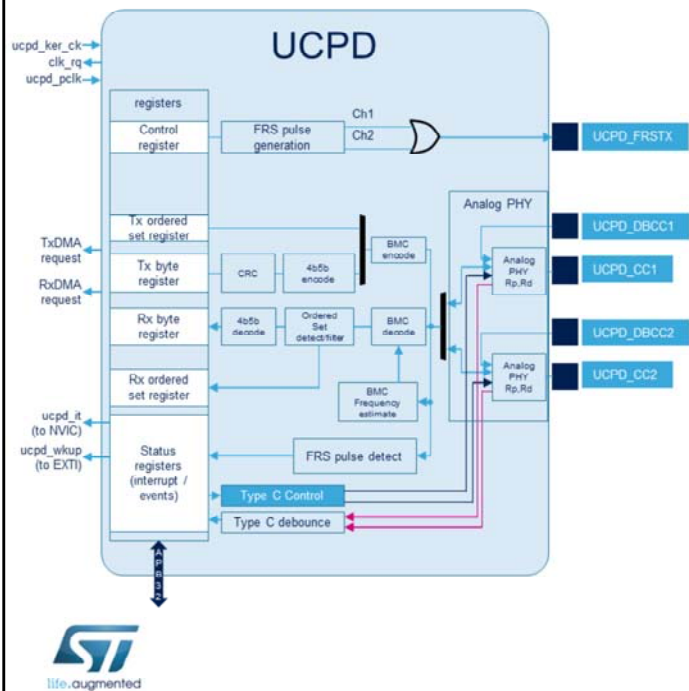 UCPD
ucpd_ker_ck
clk_rq
ucpd_pclk
registers
Control
register
FRS pulse
generation
Ch1
Ch2
UCPD_FRSTX
Tx ordered
set register
TxDMA
request
Tx byte
register
CRC
4b5b
encode
BMC
encode
Analog PHY
UCPD_DBCC1
Analog
PHY
Rp,Rd
UCPD_CC1
RxDMA
request
Rx byte
register
4b5b
decode
Ordered
Set
detect/filter
BMC
decode
UCPD_DBCC2
Analog
PHY
Rp,Rd
UCPD_CC2
Rx ordered
set register
BMC
Frequency
estimate
ucpd_it
(to NVIC)
ucpd_wkup
(to EXTI)
Status
registers
(interrupt /
events)
FRS pulse detect
Type C Control
Type C debounce
APB32
ST
life.augmented